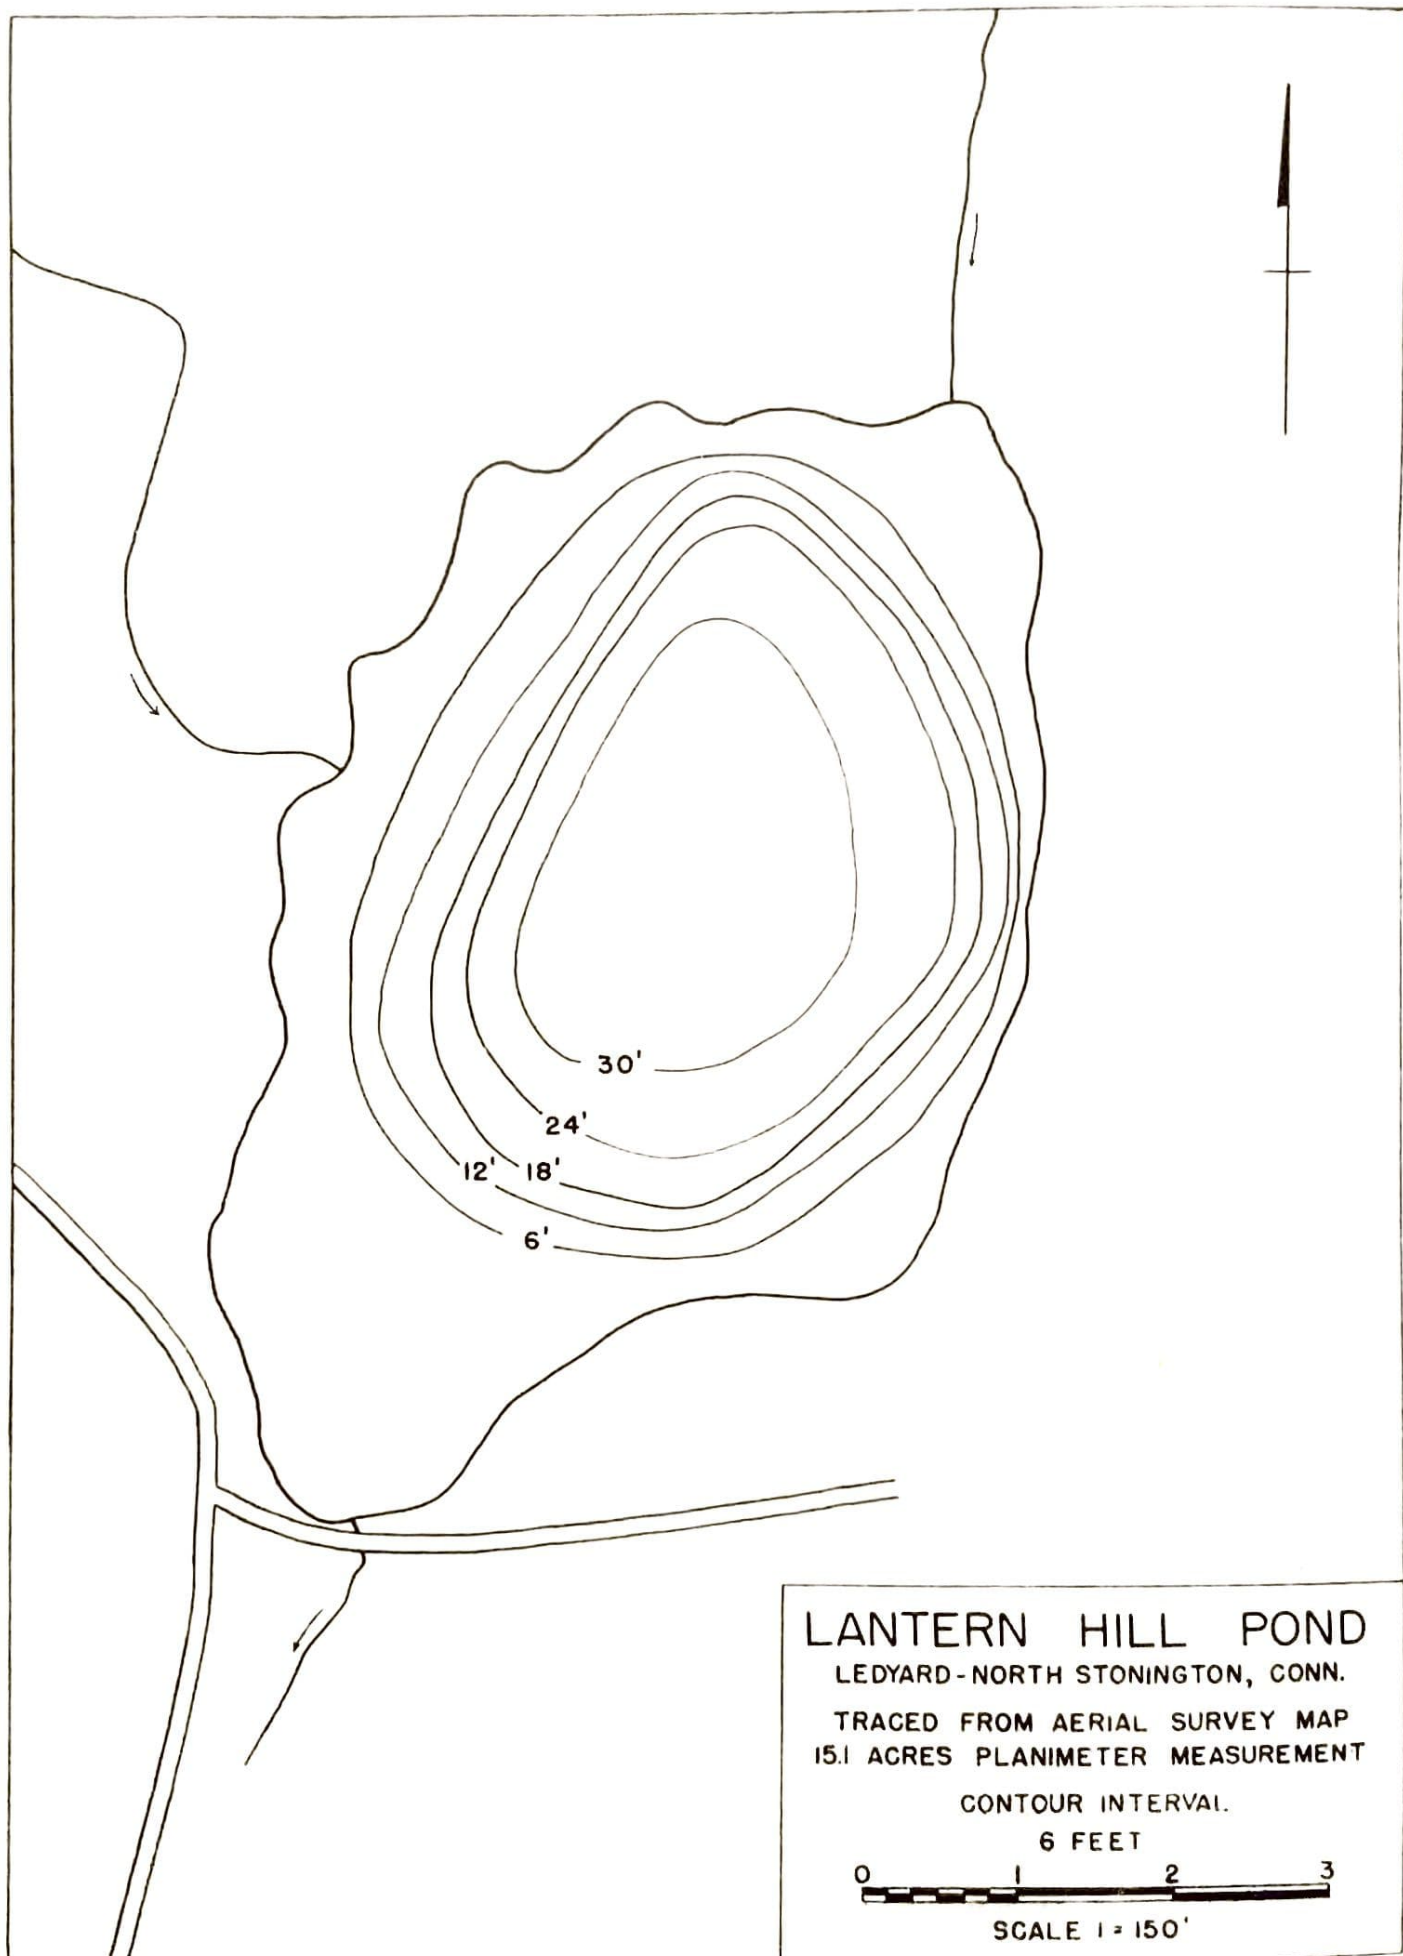 30'
24'
12' 18'
6'
LANTERN HILL POND
LEDYARD-NORTH STONINGTON, CONN.
TRACED FROM AERIAL SURVEY MAP
15.1 ACRES PLANIMETER MEASUREMENT
CONTOUR INTERVAL.
6 FEET
0 1 2 3
SCALE 1 = 150'